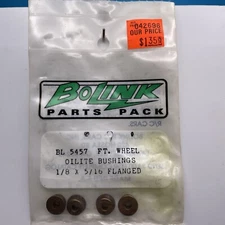 042698
OUR PRICE
$1.35
BOLINK
PARTS PACK
R/C CARS
BL 5457 FT. WHEEL
OILITE BUSHINGS
1/8 X 5/16 FLANGED